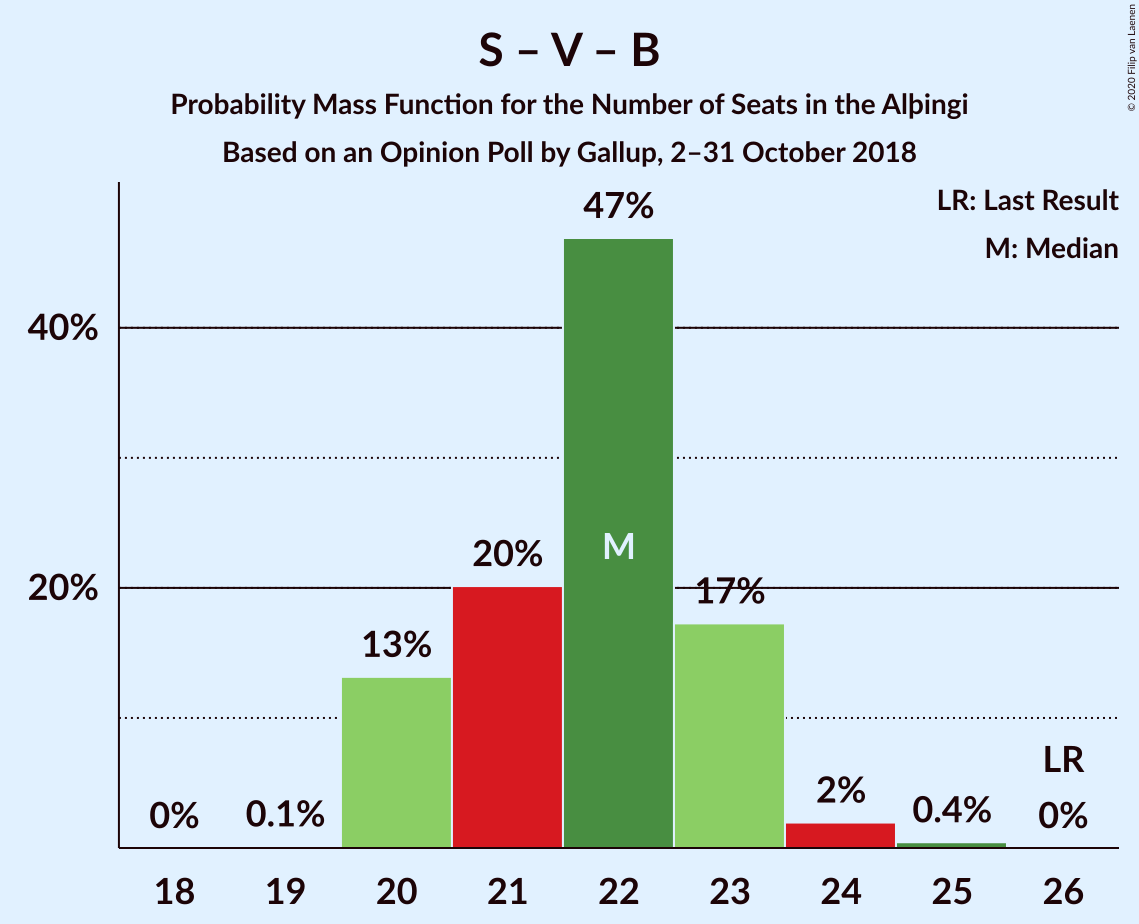 S – V – B
Probability Mass Function for the Number of Seats in the Alþingi
Based on an Opinion Poll by Gallup, 2–31 October 2018
© 2020 Filip van Laenen
LR: Last Result
M: Median
40%
20%
0%
0.1%
13%
20%
47%
M
17%
2%
0.4%
LR
0%
18 19 20 21 22 23 24 25 26